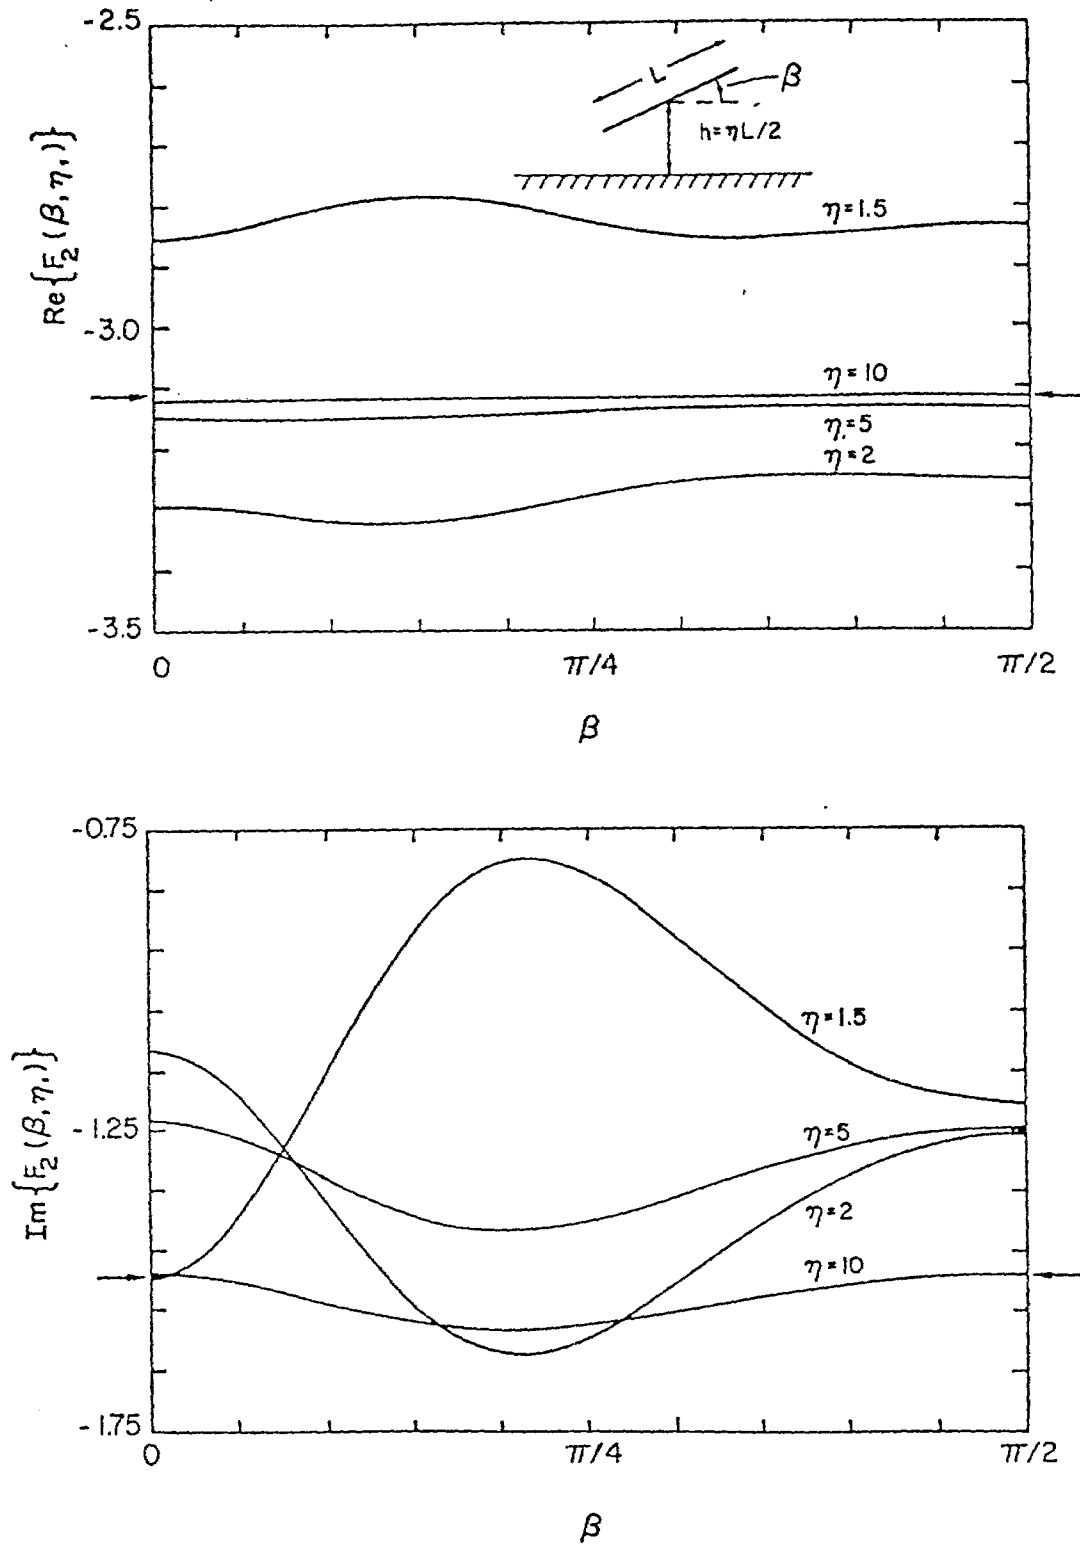 -2.5
L
β
h=ηL/2
Re{F₂(β,η,)}
η=1.5
-3.0
η=10
η.=5
η=2
-3.5
0
π/4
π/2
β
-0.75
Im{F₂(β,η,)}
η=1.5
-1.25
η=5
η=2
η=10
-1.75
0
π/4
π/2
β